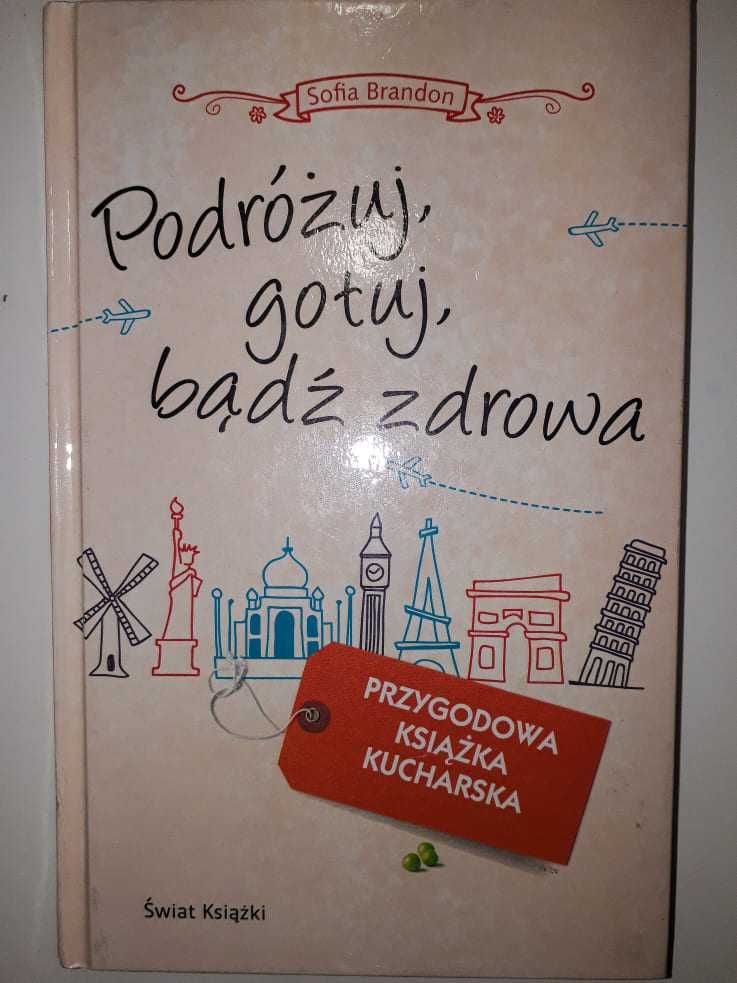 Sofia Brandon
Podróżuj,
gotuj,
bądź zdrowa
PRZYGODOWA
KSIĄŻKA
KUCHARSKA
Świat Książki